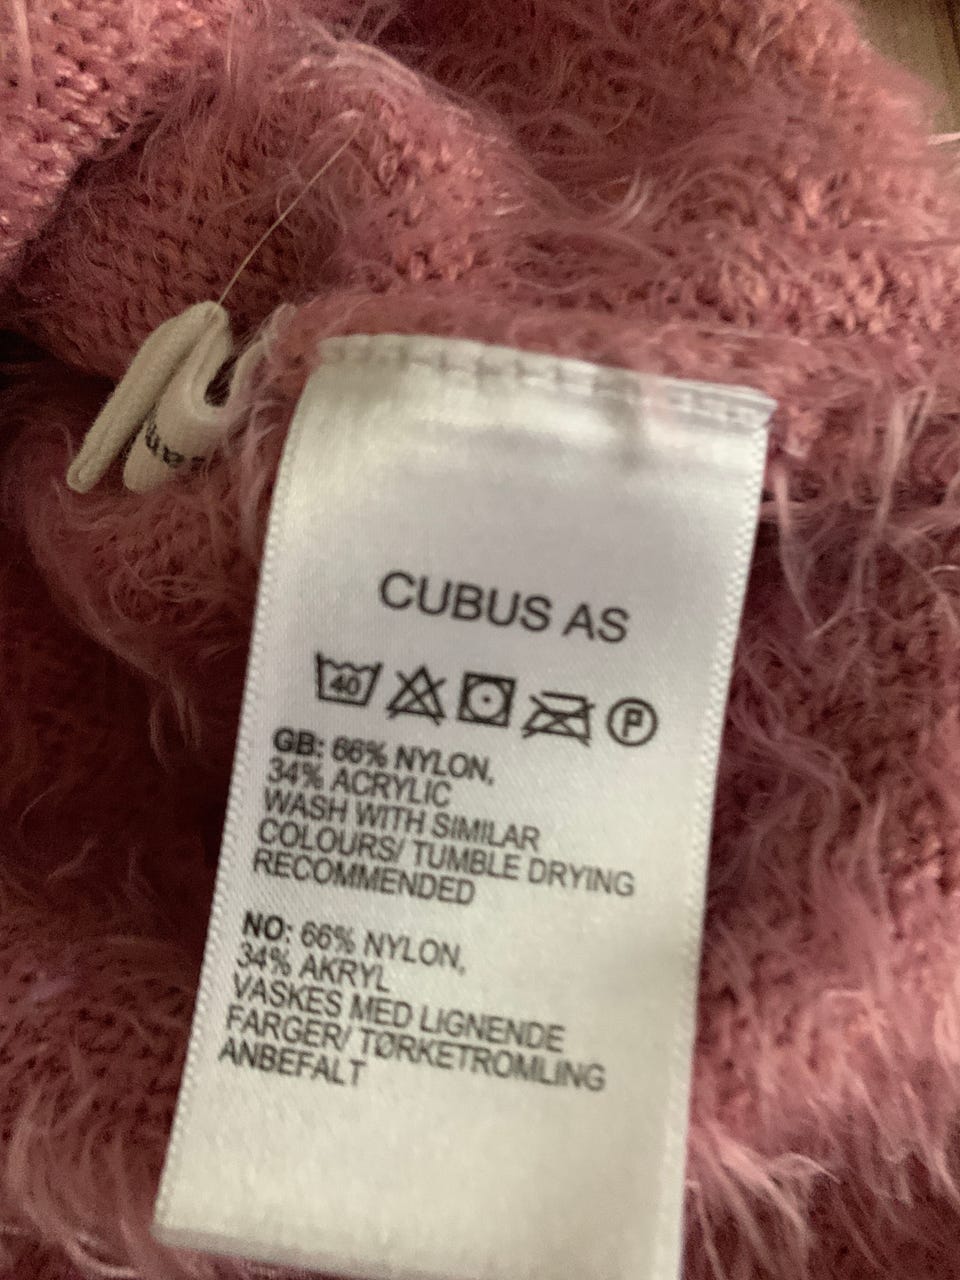 CUBUS AS
40 P
GB: 66% NYLON,
34% ACRYLIC
WASH WITH SIMILAR
COLOURS/ TUMBLE DRYING
RECOMMENDED
NO: 66% NYLON,
34% AKRYL
VASKES MED LIGNENDE
FARGER/ TØRKETROMLING
ANBEFALT